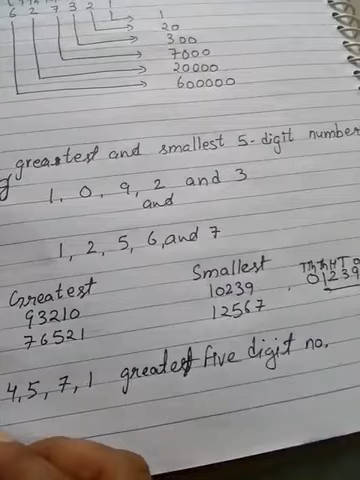 6 2 7 3 2 1
1
20
300
7000
20000
600000
greatest and smallest 5-digit number
1, 0, 9, 2 and 3
and
1, 2, 5, 6, and 7
Greatest Smallest
93210 10239 , 01239
76521 12567
4, 5, 7, 1 greatest five digit no.